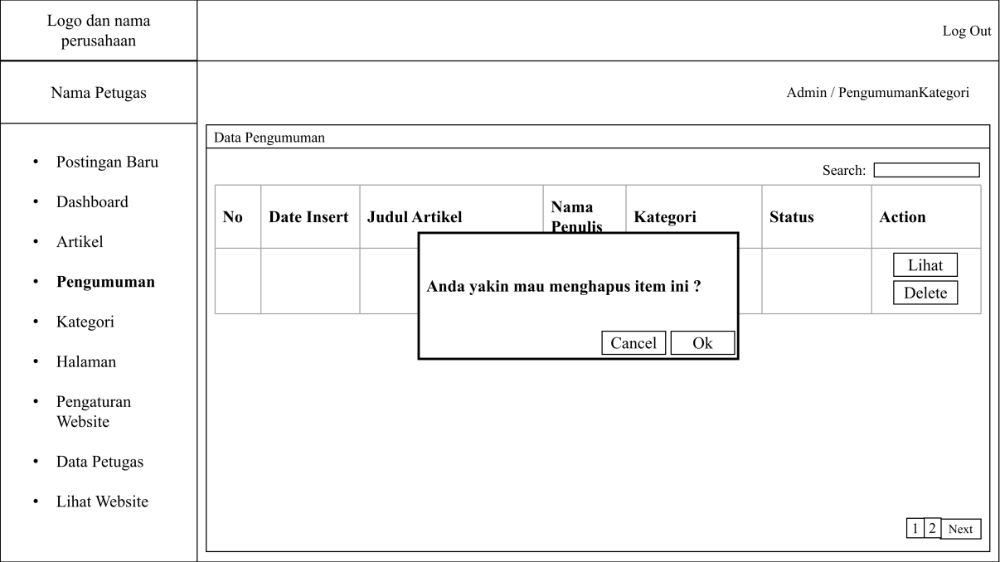 Logo dan nama
perusahaan
Log Out
Nama Petugas
Admin / PengumumanKategori
• Postingan Baru
• Dashboard
• Artikel
• Pengumuman
• Kategori
• Halaman
• Pengaturan
Website
• Data Petugas
• Lihat Website
Data Pengumuman
Search:
No Date Insert Judul Artikel Nama Penulis Kategori Status Action
Lihat
Delete
Anda yakin mau menghapus item ini ?
Cancel Ok
1 2 Next